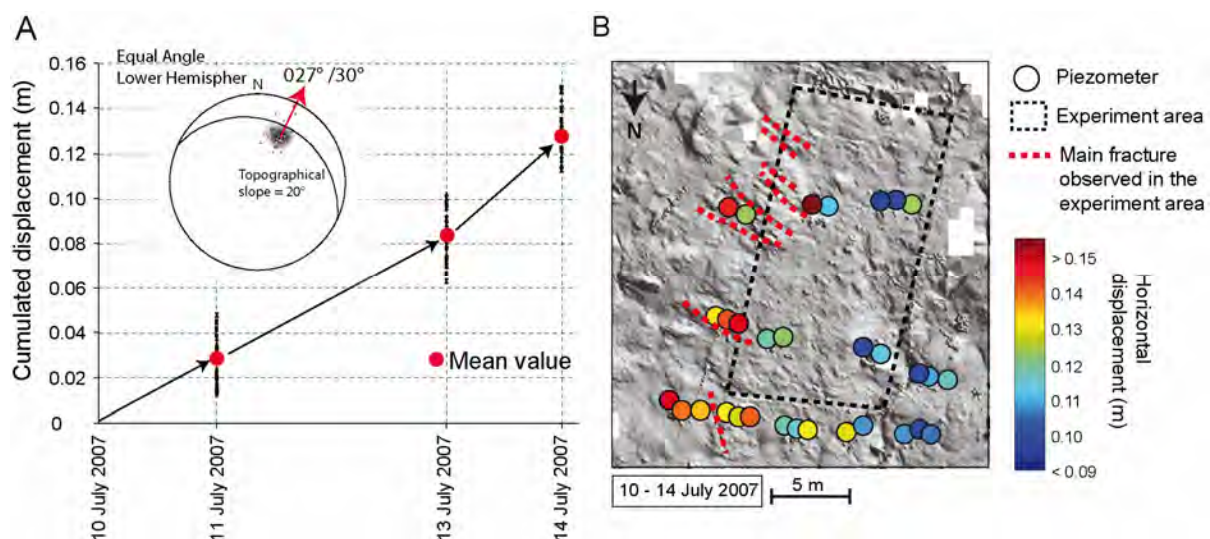 A
Equal Angle
Lower Hemispher
N
027° /30°
Topographical
slope = 20°
Cumulated displacement (m)
0.16
0.14
0.12
0.10
0.08
0.06
0.04
0.02
0
Mean value
10 July 2007
11 July 2007
13 July 2007
14 July 2007
B
N
10 - 14 July 2007
5 m
Piezometer
Experiment area
Main fracture
observed in the
experiment area
> 0.15
0.14
0.13
0.12
0.11
0.10
< 0.09
Horizontal
displacement (m)